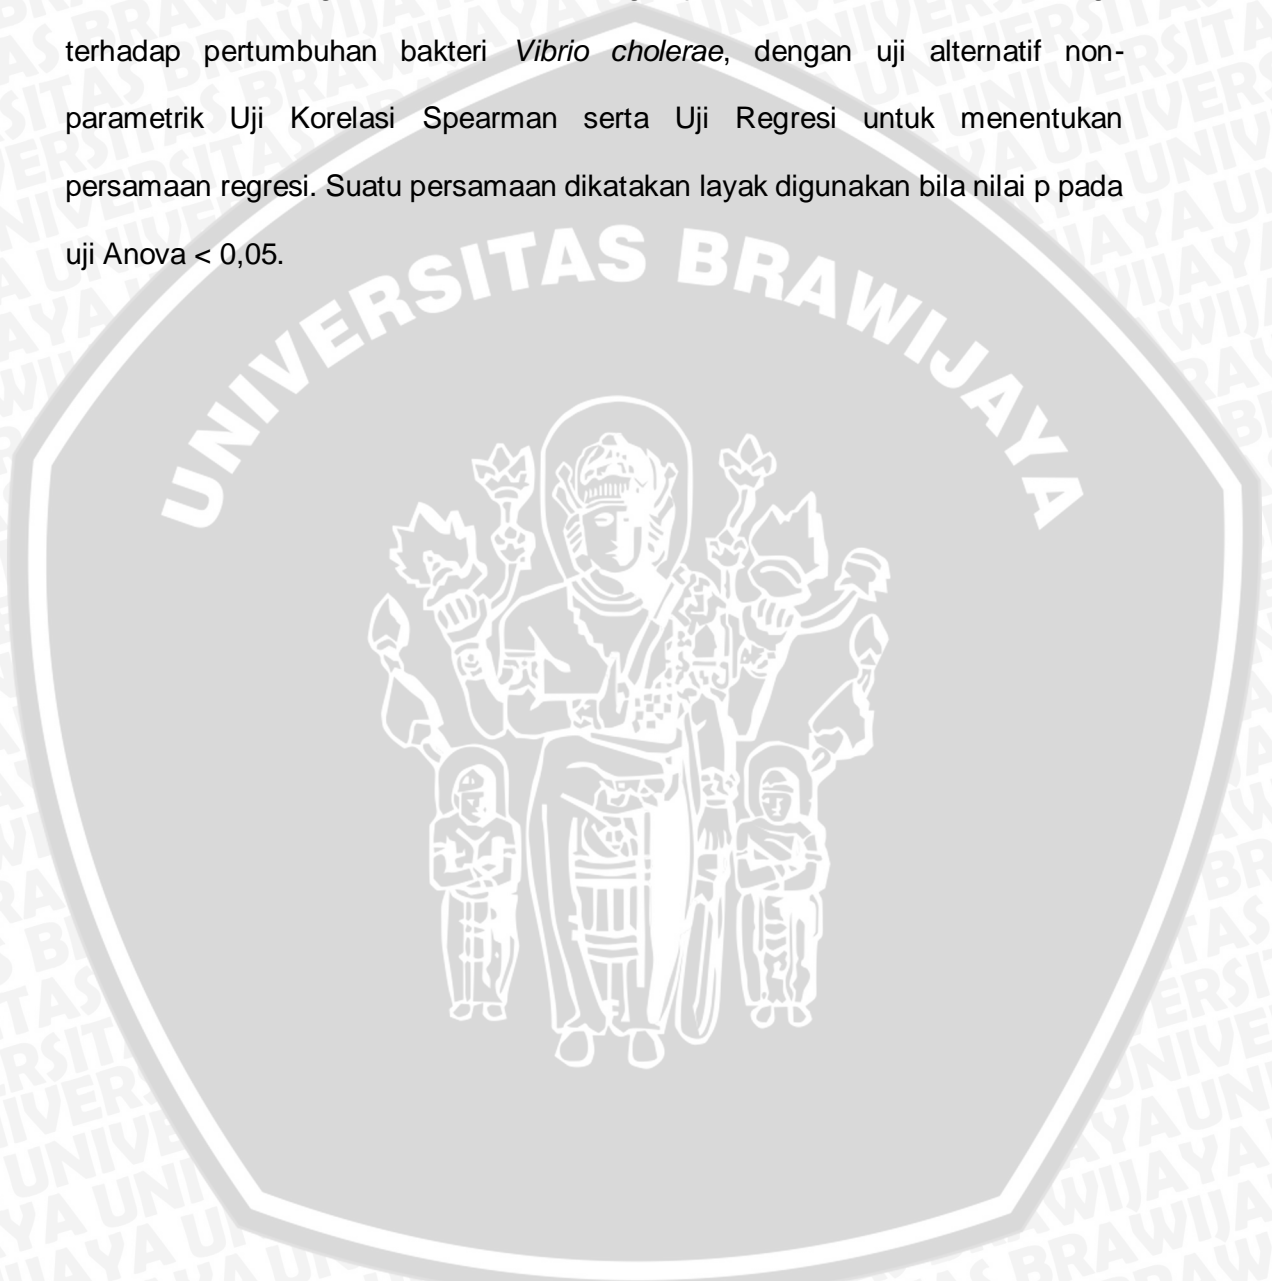 terhadap pertumbuhan bakteri Vibrio cholerae, dengan uji alternatif non-
parametrik Uji Korelasi Spearman serta Uji Regresi untuk menentukan
persamaan regresi. Suatu persamaan dikatakan layak digunakan bila nilai p pada
uji Anova < 0,05.
UNIVERSITAS BRAWIJAYA